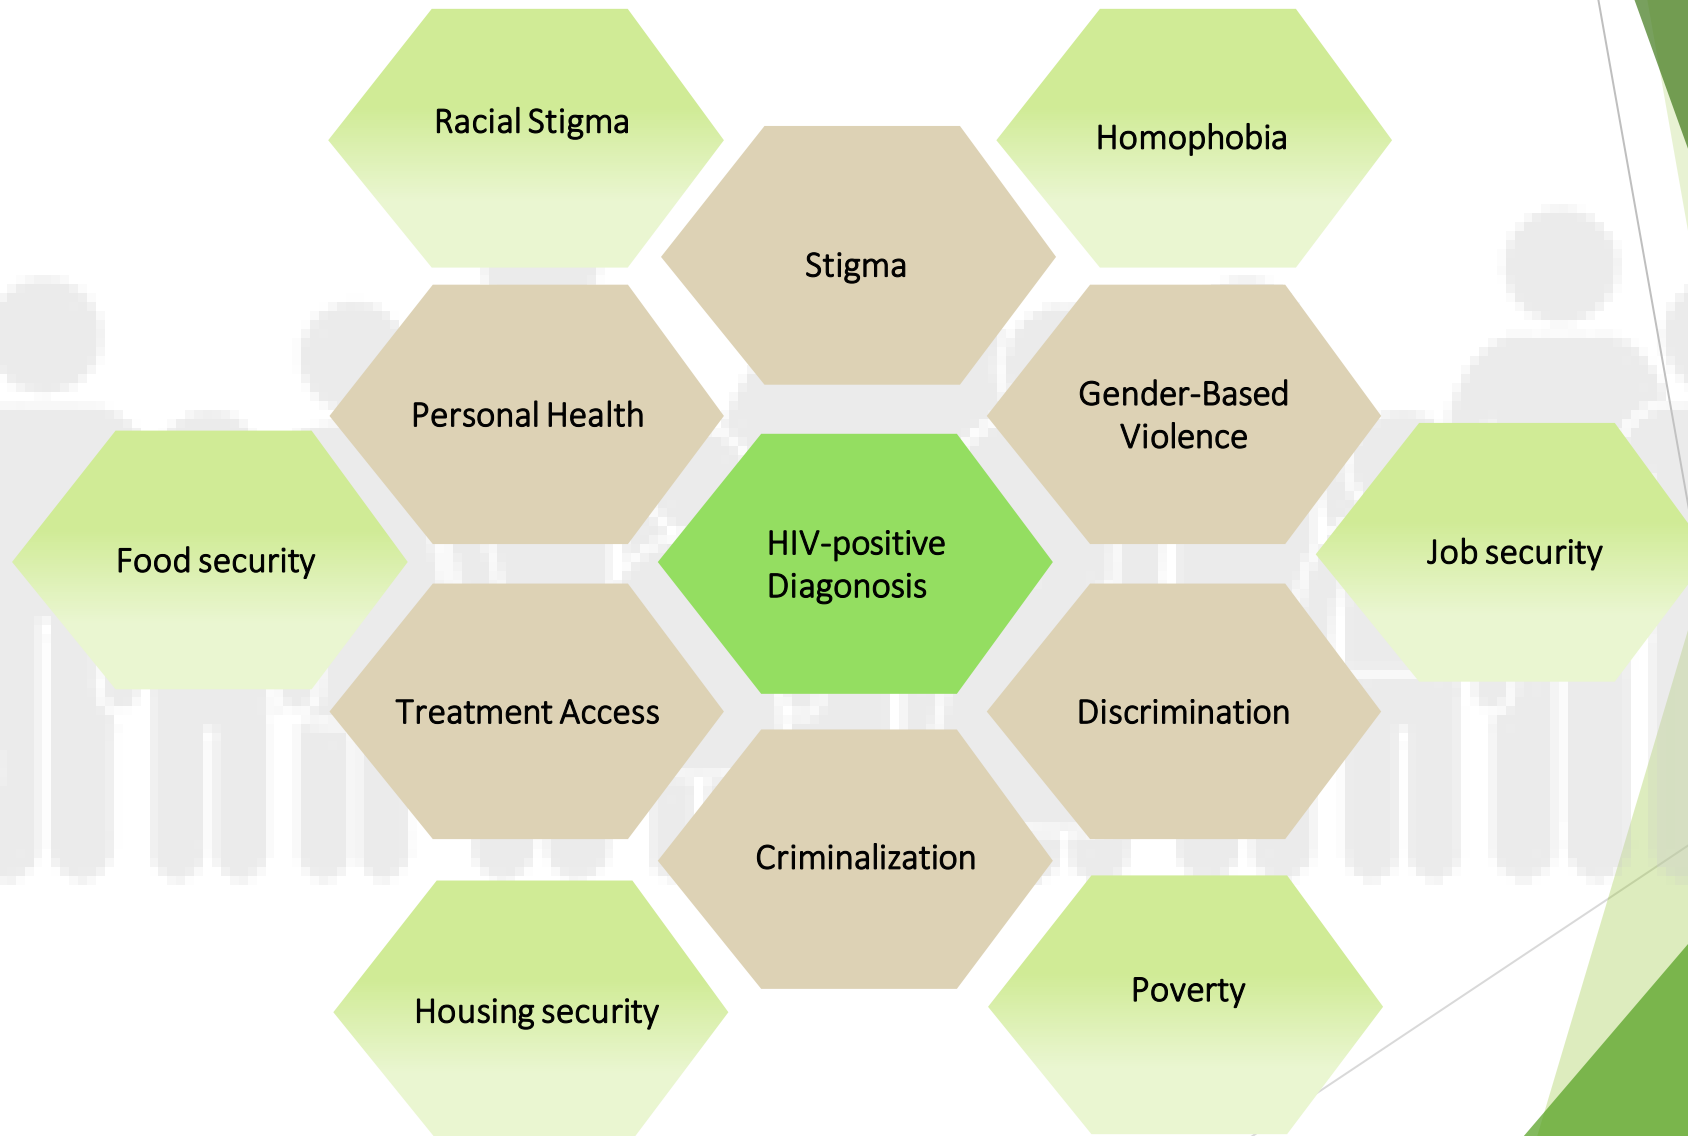 Racial Stigma
Homophobia
Stigma
Personal Health
Gender-Based
Violence
Food security
HIV-positive
Diagonosis
Job security
Treatment Access
Discrimination
Criminalization
Housing security
Poverty